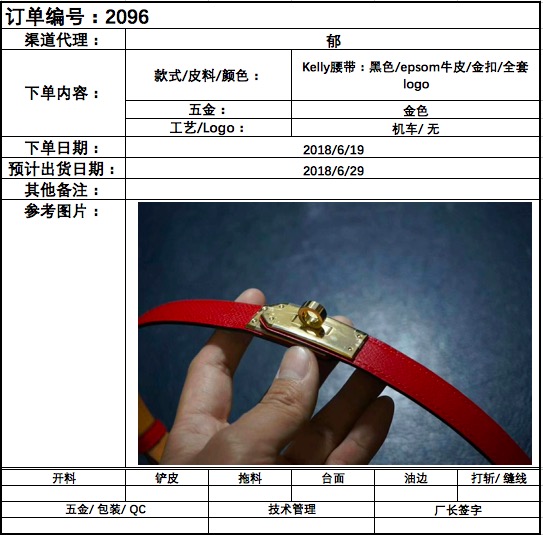 订单编号：2096
渠道代理：
郁
下单内容：
款式/皮料/颜色：
Kelly腰带：黑色/epsom牛皮/金扣/全套
logo
五金：
金色
工艺/Logo：
机车/ 无
下单日期：
2018/6/19
预计出货日期：
2018/6/29
其他备注：
参考图片：
开料
铲皮
拖料
台面
油边
打斩/ 缝线
五金/ 包装/ QC
技术管理
厂长签字